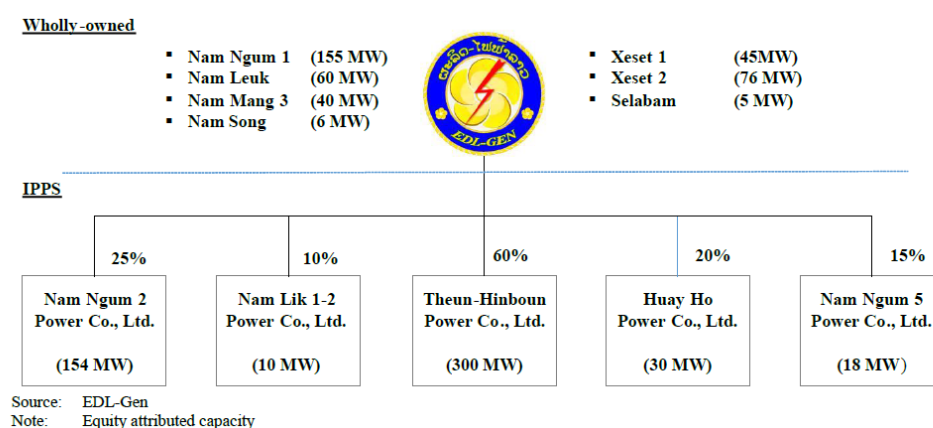 Wholly-owned
▪ Nam Ngum 1 (155 MW)
▪ Nam Leuk (60 MW)
▪ Nam Mang 3 (40 MW)
▪ Nam Song (6 MW)
EDL-GEN
▪ Xeset 1 (45MW)
▪ Xeset 2 (76 MW)
▪ Selabam (5 MW)
IPPS
25%
Nam Ngum 2
Power Co., Ltd.
(154 MW)
10%
Nam Lik 1-2
Power Co., Ltd.
(10 MW)
60%
Theun-Hinboun
Power Co., Ltd.
(300 MW)
20%
Huay Ho
Power Co., Ltd.
(30 MW)
15%
Nam Ngum 5
Power Co., Ltd.
(18 MW)
Source: EDL-Gen
Note: Equity attributed capacity